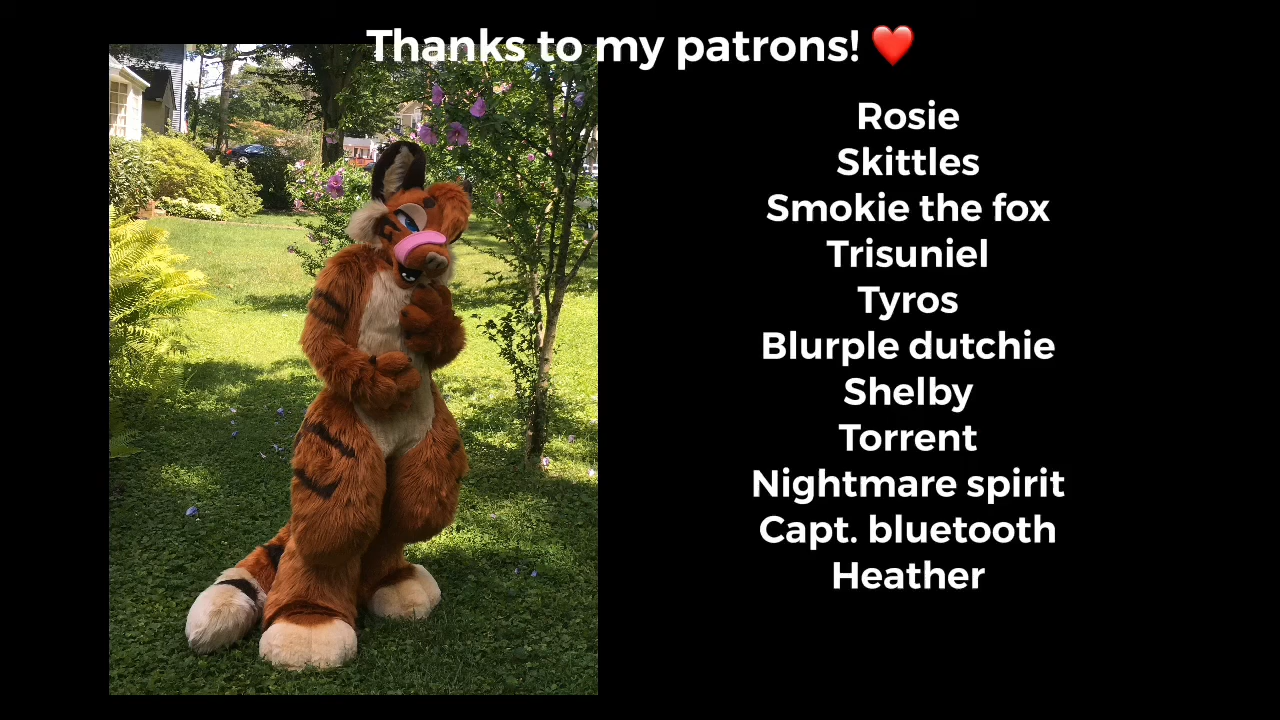 Thanks to my patrons! ❤️
Rosie
Skittles
Smokie the fox
Trisuniel
Tyros
Blurple dutchie
Shelby
Torrent
Nightmare spirit
Capt. bluetooth
Heather